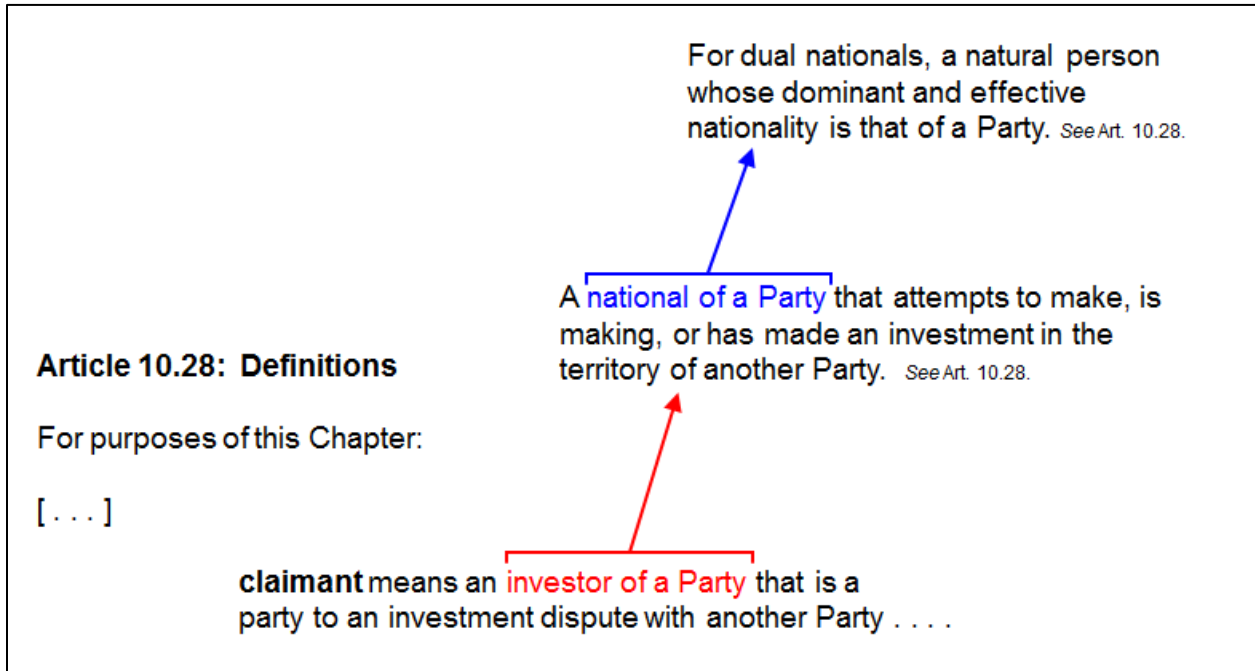 For dual nationals, a natural person
whose dominant and effective
nationality is that of a Party. See Art. 10.28.
A national of a Party that attempts to make, is
making, or has made an investment in the
territory of another Party. See Art. 10.28.
Article 10.28: Definitions
For purposes of this Chapter:
[ . . . ]
claimant means an investor of a Party that is a
party to an investment dispute with another Party . . . .